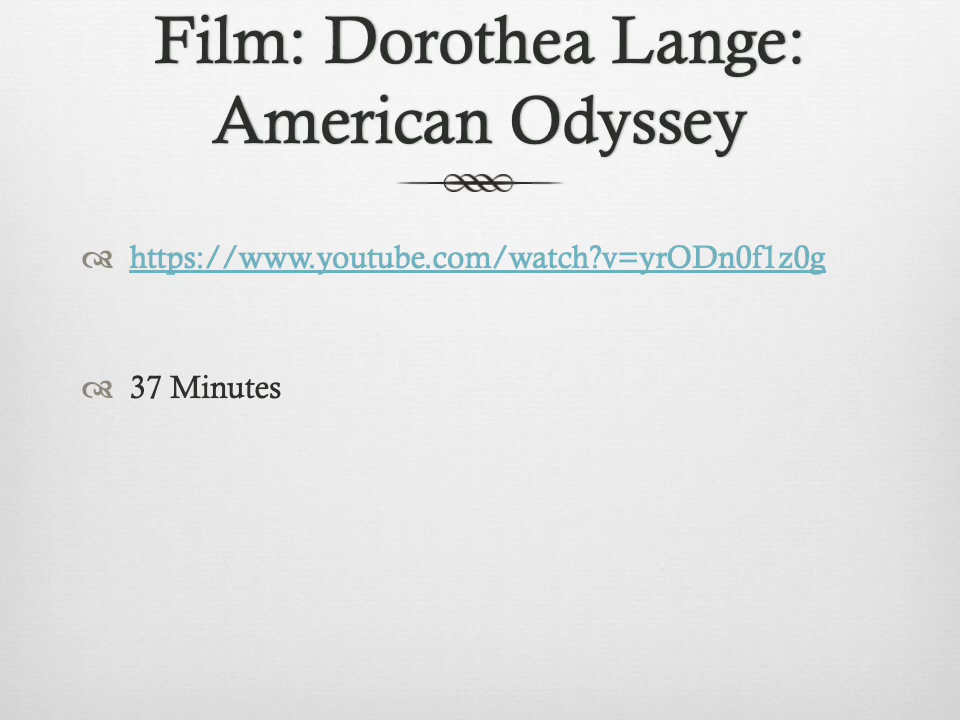 Film: Dorothea Lange:
American Odyssey
https://www.youtube.com/watch?v=yrODn0f1z0g
37 Minutes